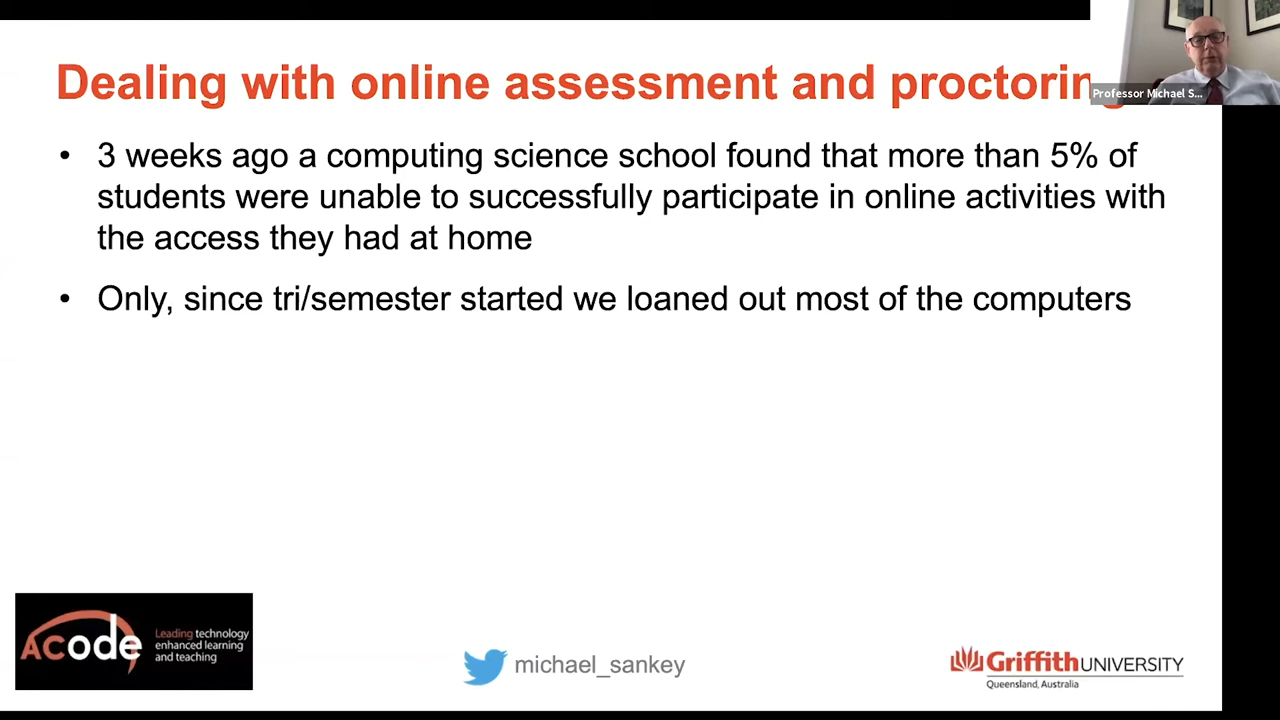 Dealing with online assessment and proctoring
Professor Michael S...
• 3 weeks ago a computing science school found that more than 5% of
students were unable to successfully participate in online activities with
the access they had at home
• Only, since tri/semester started we loaned out most of the computers
ACode
Leading technology
enhanced learning
and teaching
michael_sankey
Griffith UNIVERSITY
Queensland, Australia